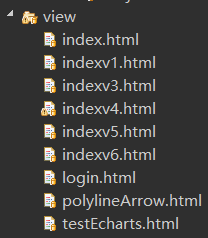 view
index.html
indexv1.html
indexv3.html
indexv4.html
indexv5.html
indexv6.html
login.html
polylineArrow.html
testEcharts.html